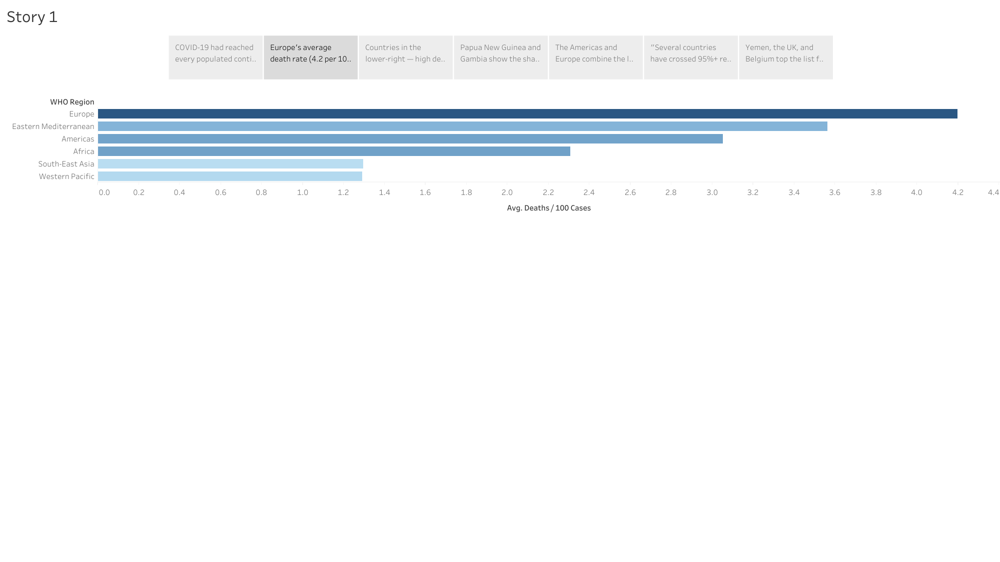 Story 1
COVID-19 had reached
every populated conti..
Europe's average
death rate (4.2 per 10..
Countries in the
lower-right — high de..
Papua New Guinea and
Gambia show the sha..
The Americas and
Europe combine the l..
"Several countries
have crossed 95%+ re..
Yemen, the UK, and
Belgium top the list f..
WHO Region
Europe
Eastern Mediterranean
Americas
Africa
South-East Asia
Western Pacific
0.0 0.2 0.4 0.6 0.8 1.0 1.2 1.4 1.6 1.8 2.0 2.2 2.4 2.6 2.8 3.0 3.2 3.4 3.6 3.8 4.0 4.2 4.4
Avg. Deaths / 100 Cases